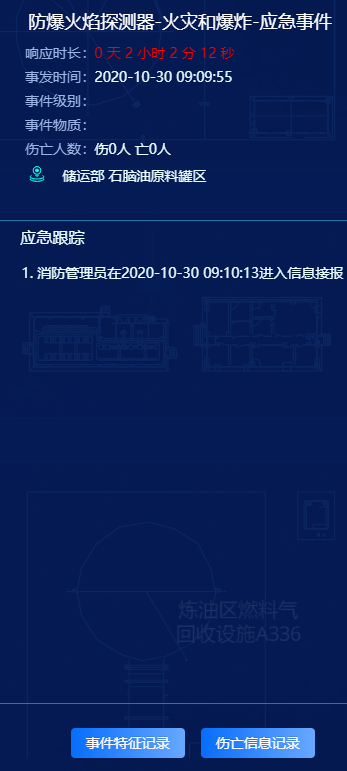 防爆火焰探测器-火灾和爆炸-应急事件
响应时长：0 天 2 小时 2 分 12 秒
事发时间：2020-10-30 09:09:55
事件级别：
事件物质：
伤亡人数：伤0人 亡0人
储运部 石脑油原料罐区
应急跟踪
1. 消防管理员在2020-10-30 09:10:13进入信息接报
炼油区燃料气
回收设施A336
事件特征记录 伤亡信息记录